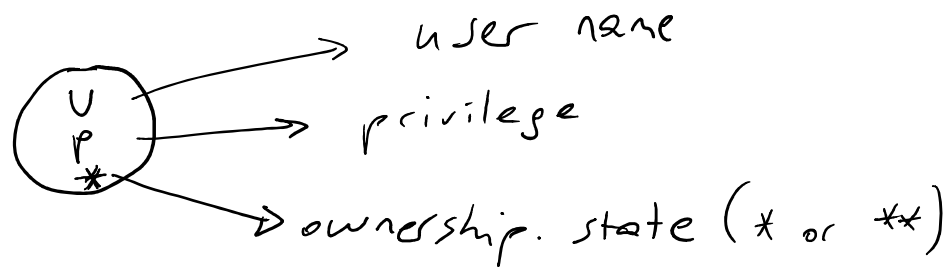 U
P
*
user name
privilege
ownership. state (* or **)